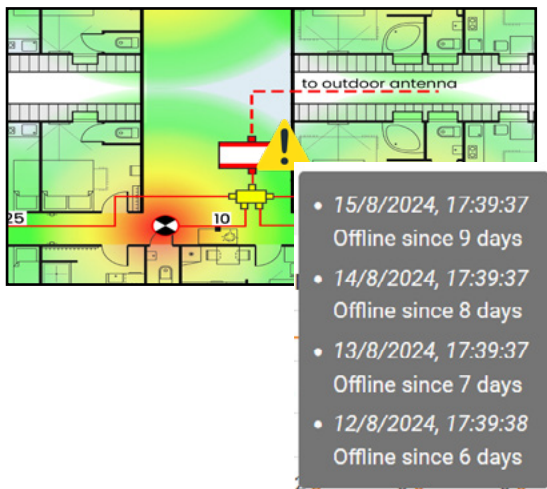 to outdoor antenna
!
25
10
• 15/8/2024, 17:39:37
Offline since 9 days
• 14/8/2024, 17:39:37
Offline since 8 days
• 13/8/2024, 17:39:37
Offline since 7 days
• 12/8/2024, 17:39:38
Offline since 6 days